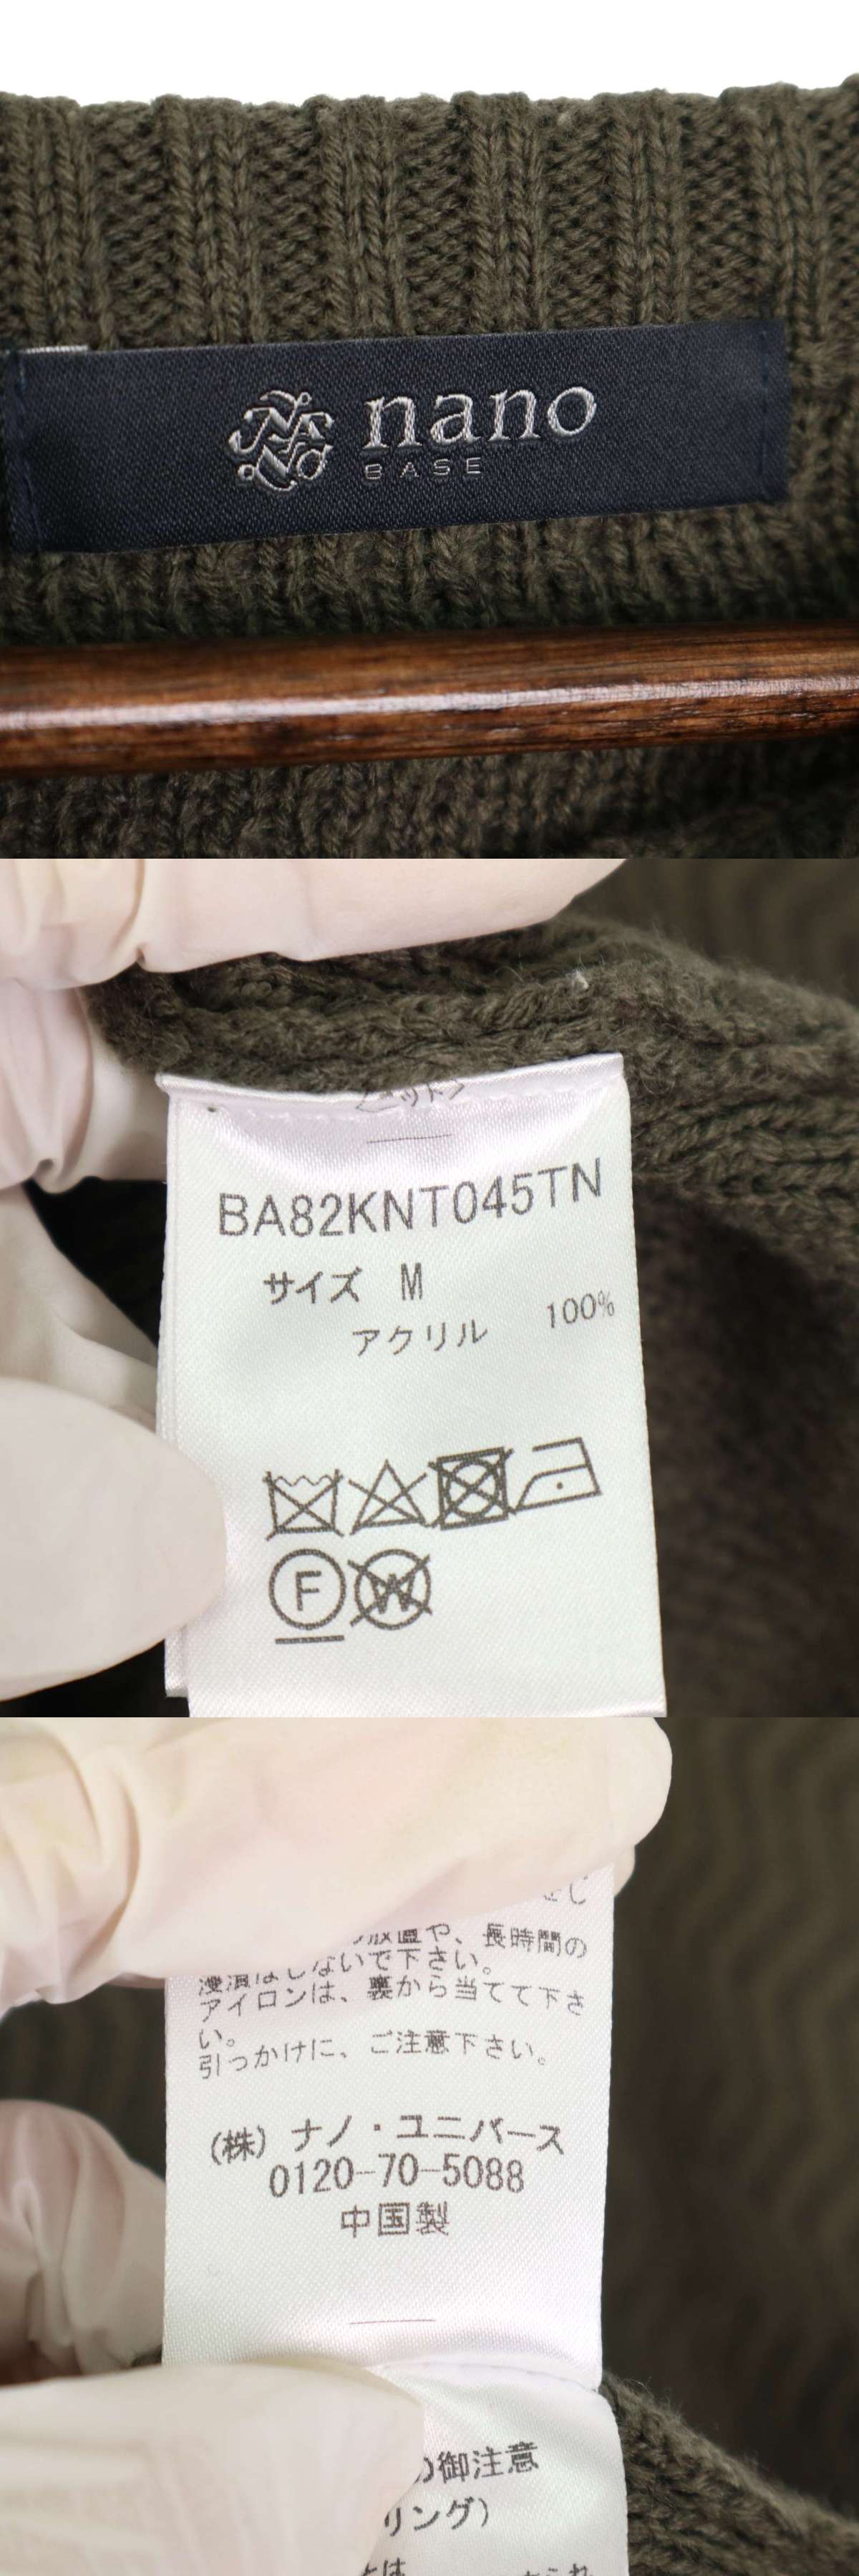 nano
BASE
BA82KNT045TN
サイズ M
アクリル 100%
F
W
放置や、長時間の
浸漬はしないで下さい。
アイロンは、裏から当てて下さ
い。
引っかけに、ご注意下さい。
(株) ナノ・ユニバース
0120-70-5088
中国製
の御注意
リング)